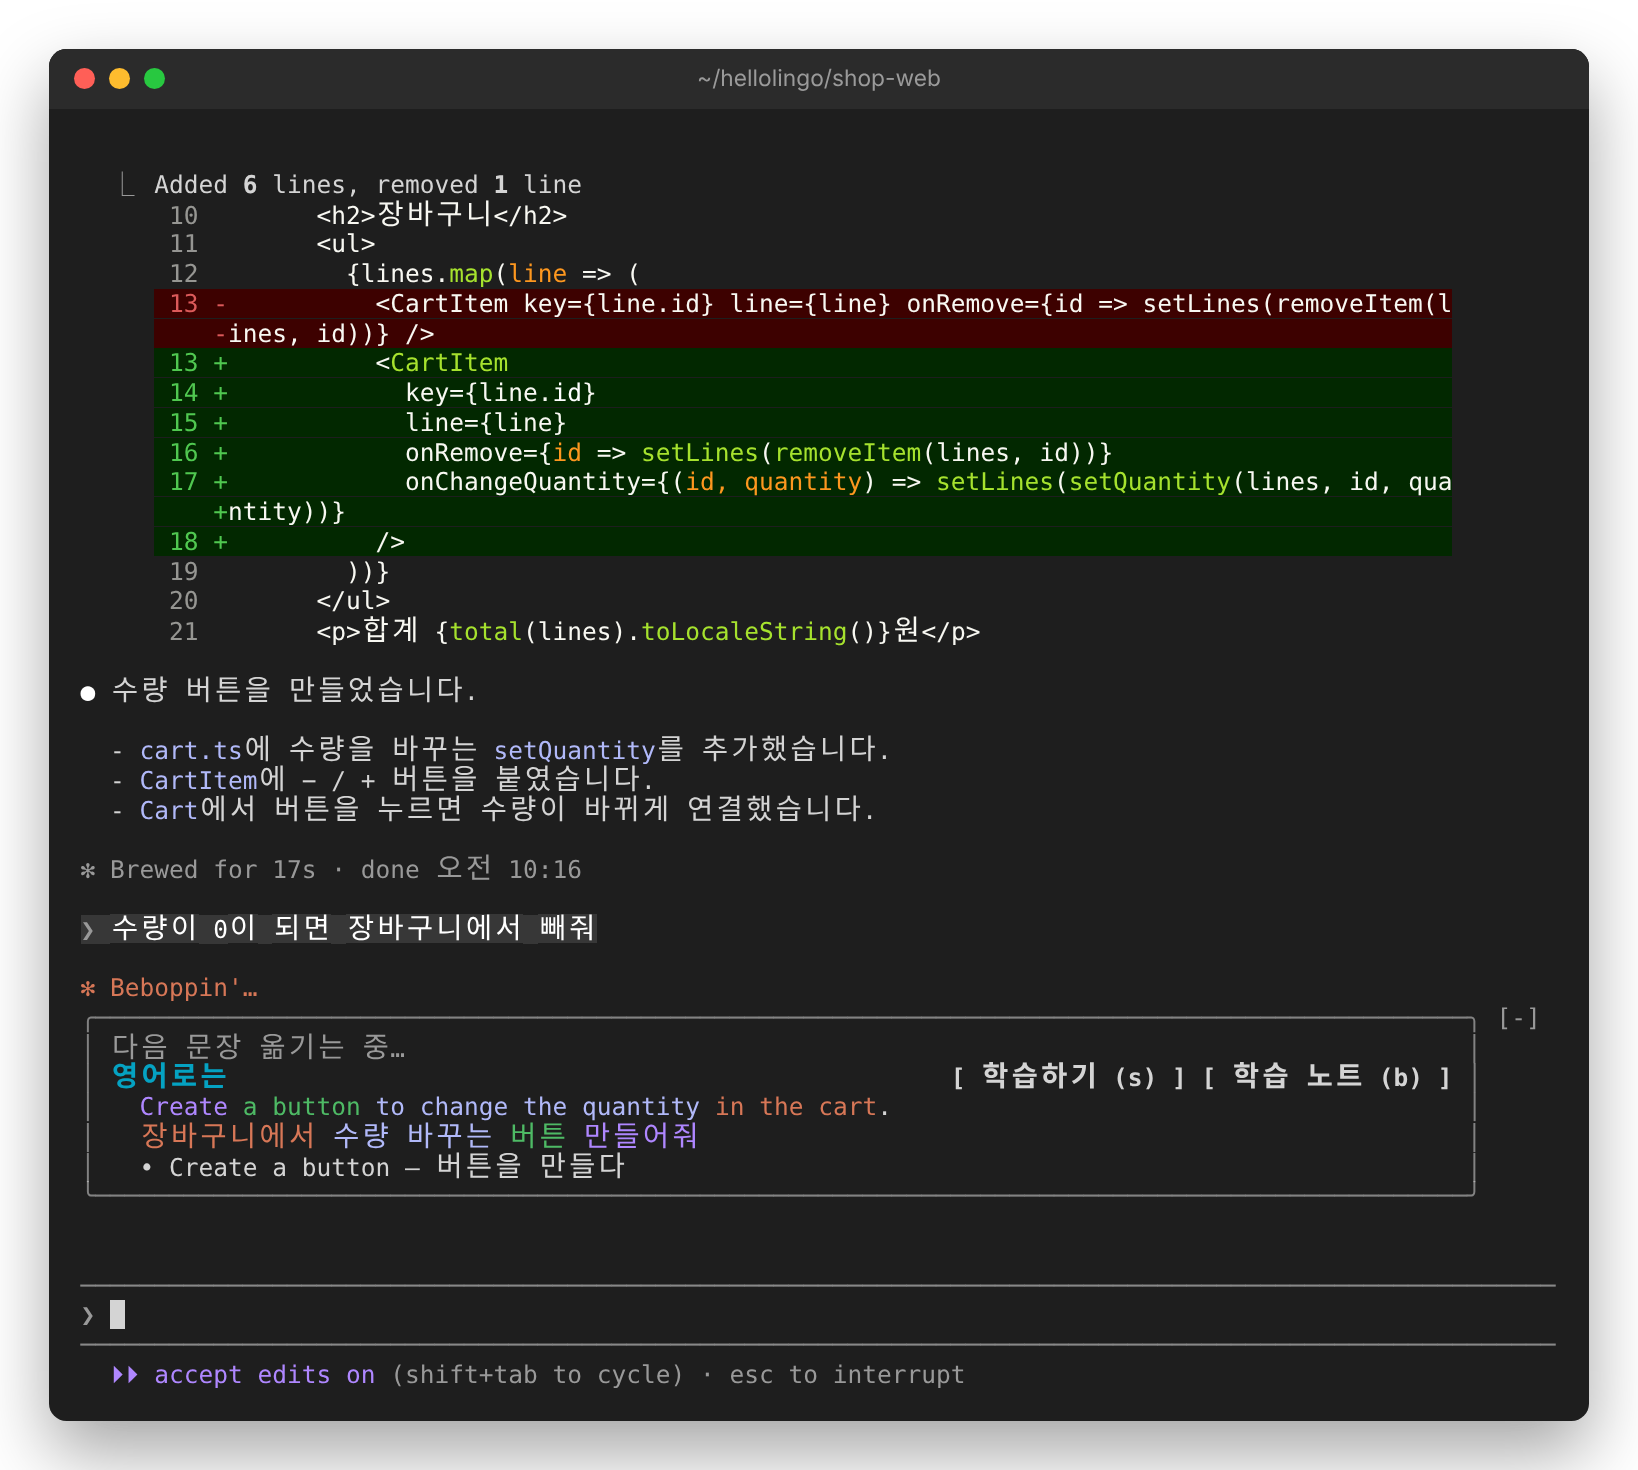 ~/hellolingo/shop-web
⎿ Added 6 lines, removed 1 line
10 <h2>장바구니</h2>
11 <ul>
12 {lines.map(line => (
13 - <CartItem key={line.id} line={line} onRemove={id => setLines(removeItem(l
-ines, id))} />
13 + <CartItem
14 + key={line.id}
15 + line={line}
16 + onRemove={id => setLines(removeItem(lines, id))}
17 + onChangeQuantity={(id, quantity) => setLines(setQuantity(lines, id, qua
+ntity))}
18 + />
19 ))}
20 </ul>
21 <p>합계 {total(lines).toLocaleString()}원</p>
● 수량 버튼을 만들었습니다.
- cart.ts에 수량을 바꾸는 setQuantity를 추가했습니다.
- CartItem에 − / + 버튼을 붙였습니다.
- Cart에서 버튼을 누르면 수량이 바뀌게 연결했습니다.
✻ Brewed for 17s · done 오전 10:16
❯ 수량이 0이 되면 장바구니에서 빼줘
✻ Beboppin'…
[-]
다음 문장 옮기는 중…
영어로는 [ 학습하기 (s) ] [ 학습 노트 (b) ]
Create a button to change the quantity in the cart.
장바구니에서 수량 바꾸는 버튼 만들어줘
• Create a button — 버튼을 만들다
❯
⏵⏵ accept edits on (shift+tab to cycle) · esc to interrupt